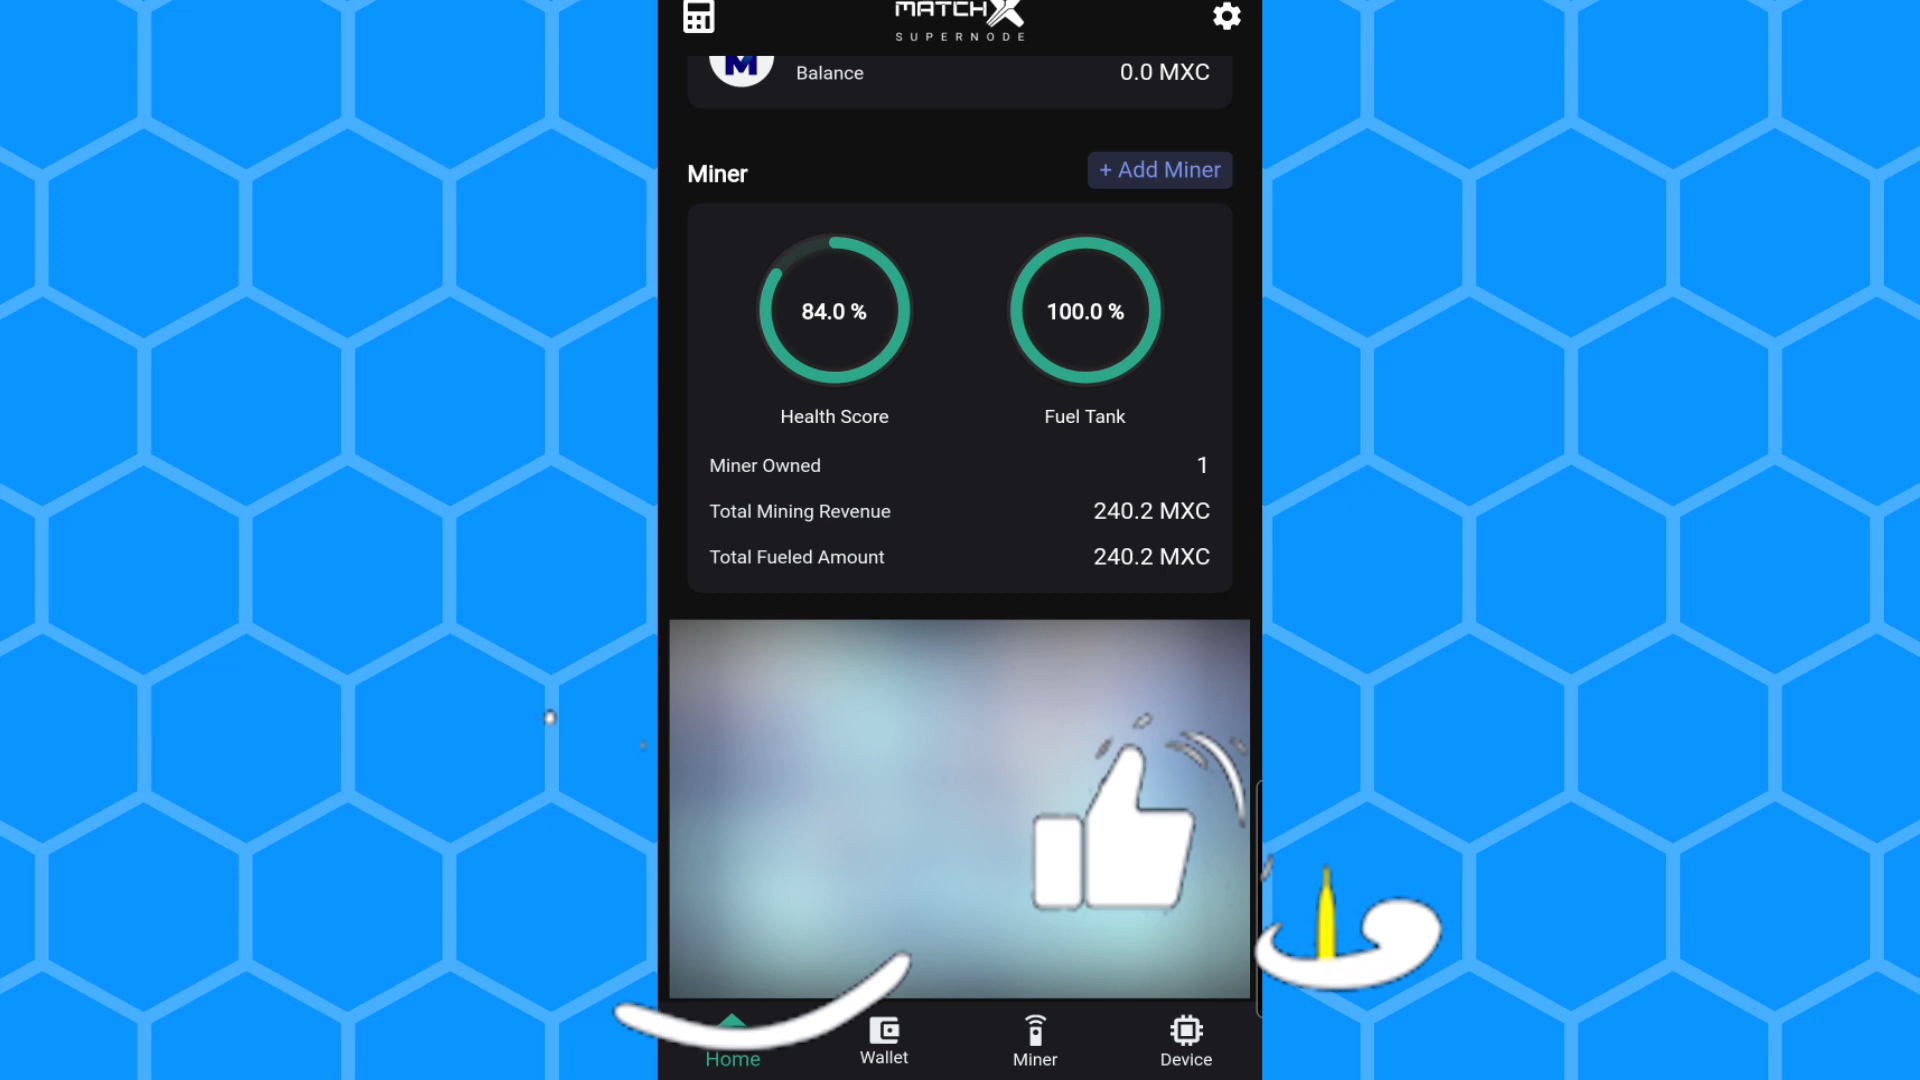 MATCHX
SUPERNODE
M Balance 0.0 MXC
Miner + Add Miner
84.0 % 100.0 %
Health Score Fuel Tank
Miner Owned 1
Total Mining Revenue 240.2 MXC
Total Fueled Amount 240.2 MXC
Home Wallet Miner Device